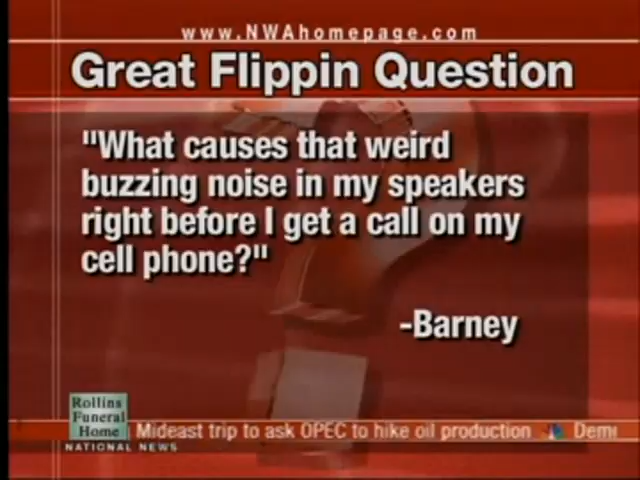 www.NWAhomepage.com
Great Flippin Question
"What causes that weird
buzzing noise in my speakers
right before I get a call on my
cell phone?"
-Barney
Rollins
Funeral
Home
Mideast trip to ask OPEC to hike oil production
NATIONAL NEWS